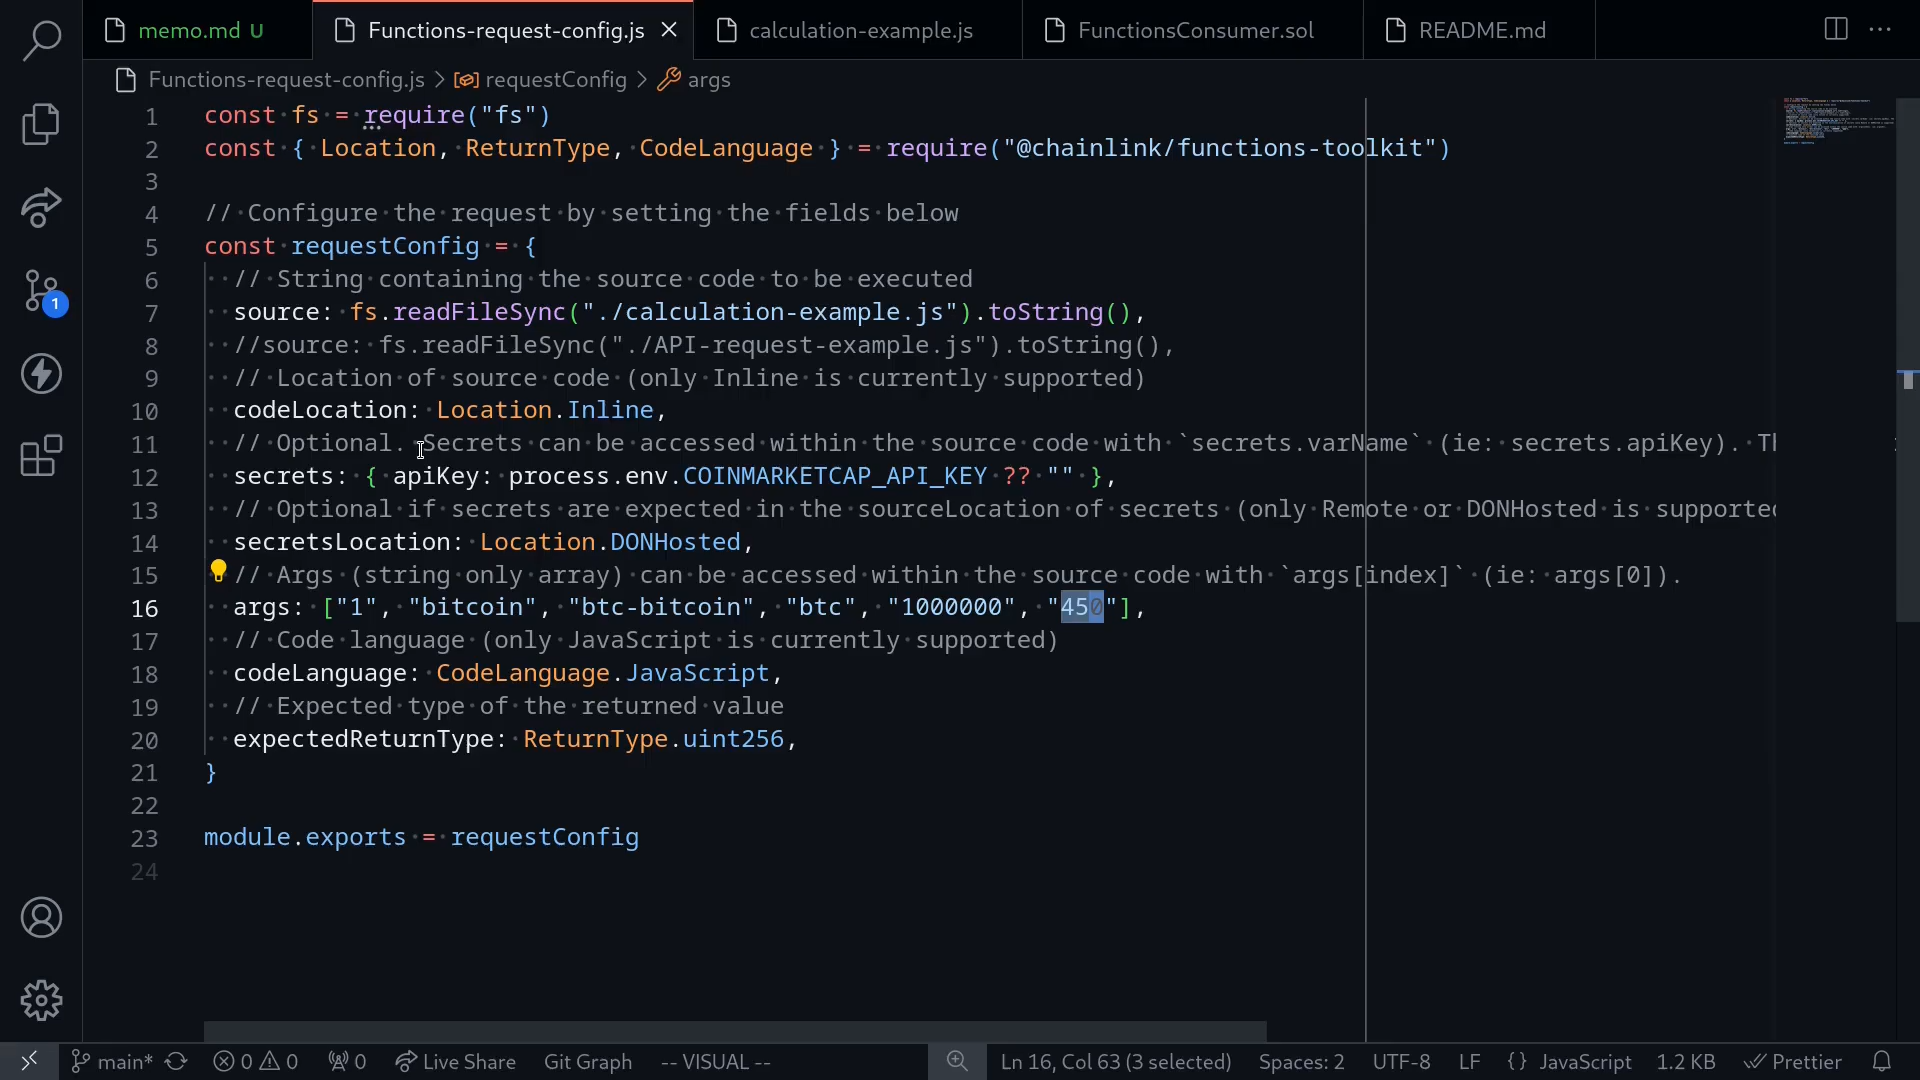 memo.md U
Functions-request-config.js
calculation-example.js
FunctionsConsumer.sol
README.md
Functions-request-config.js > requestConfig > args
1 const fs = require("fs")
2 const { Location, ReturnType, CodeLanguage } = require("@chainlink/functions-toolkit")
3
4 // Configure the request by setting the fields below
5 const requestConfig = {
6 // String containing the source code to be executed
7 source: fs.readFileSync("./calculation-example.js").toString(),
8 //source: fs.readFileSync("./API-request-example.js").toString(),
9 // Location of source code (only Inline is currently supported)
10 codeLocation: Location.Inline,
11 // Optional. Secrets can be accessed within the source code with `secrets.varName` (ie: secrets.apiKey).
12 secrets: { apiKey: process.env.COINMARKETCAP_API_KEY ?? "" },
13 // Optional if secrets are expected in the sourceLocation of secrets (only Remote or DONHosted is supported
14 secretsLocation: Location.DONHosted,
15 // Args (string only array) can be accessed within the source code with `args[index]` (ie: args[0]).
16 args: ["1", "bitcoin", "btc-bitcoin", "btc", "1000000", "450"],
17 // Code language (only JavaScript is currently supported)
18 codeLanguage: CodeLanguage.JavaScript,
19 // Expected type of the returned value
20 expectedReturnType: ReturnType.uint256,
21 }
22
23 module.exports = requestConfig
24
1
main* 0 0 0 Live Share Git Graph -- VISUAL -- Ln 16, Col 63 (3 selected) Spaces: 2 UTF-8 LF {} JavaScript 1.2 KB Prettier